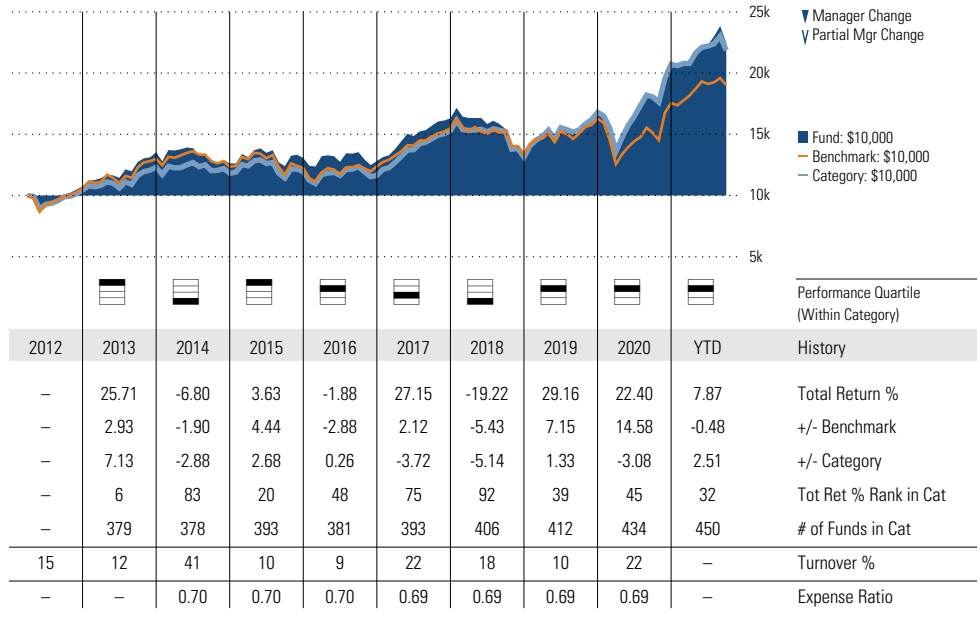 25k
20k
15k
10k
5k
Manager Change
Partial Mgr Change
Fund: $10,000
Benchmark: $10,000
Category: $10,000
Performance Quartile
(Within Category)
2012 2013 2014 2015 2016 2017 2018 2019 2020 YTD History
– 25.71 -6.80 3.63 -1.88 27.15 -19.22 29.16 22.40 7.87 Total Return %
– 2.93 -1.90 4.44 -2.88 2.12 -5.43 7.15 14.58 -0.48 +/- Benchmark
– 7.13 -2.88 2.68 0.26 -3.72 -5.14 1.33 -3.08 2.51 +/- Category
– 6 83 20 48 75 92 39 45 32 Tot Ret % Rank in Cat
– 379 378 393 381 393 406 412 434 450 # of Funds in Cat
15 12 41 10 9 22 18 10 22 – Turnover %
– – 0.70 0.70 0.70 0.69 0.69 0.69 0.69 – Expense Ratio